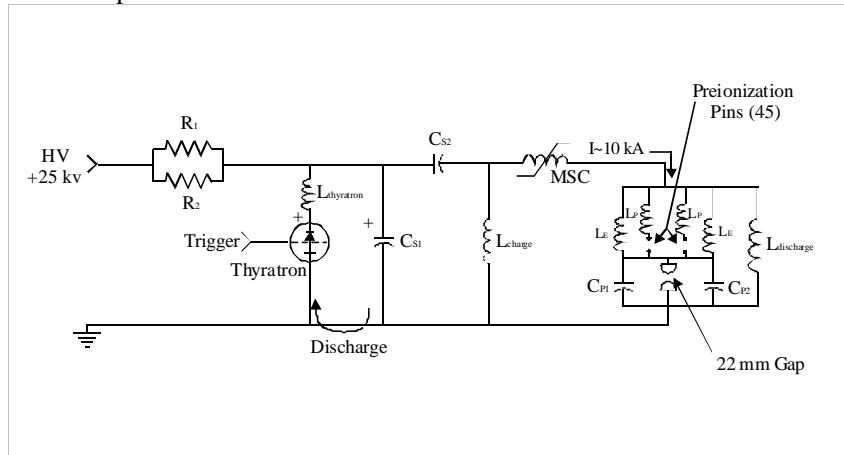 Preionization
Pins (45)
R1
CS2
I~10 kA
HV
+25 kv
MSC
R2
Lthyratron
LP
LP
+
+
LE
LE
Ldischarge
Trigger
CS1
Lcharge
Thyratron
CP1
CP2
Discharge
22 mm Gap